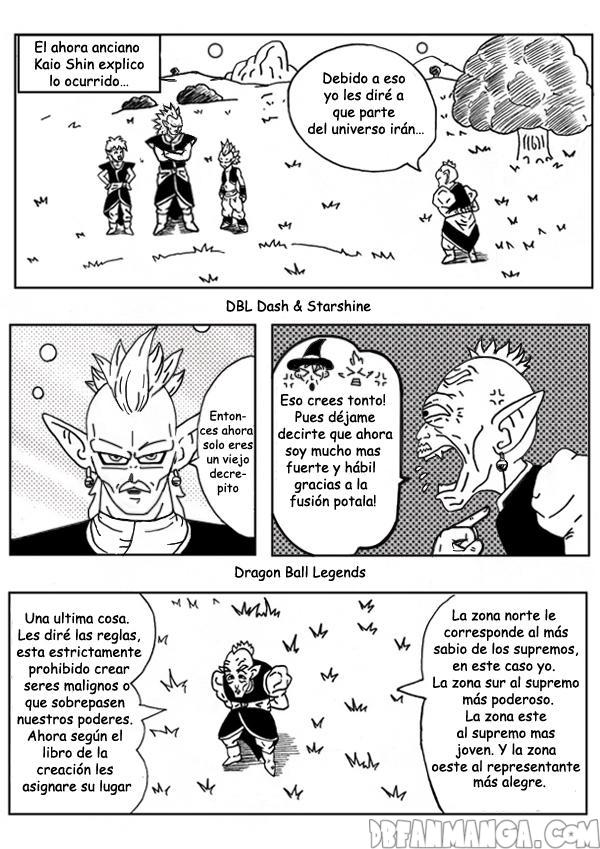 El ahora anciano
Kaio Shin explico
lo ocurrido...
Debido a eso
yo les diré a
que parte
del universo irán...
DBL Dash & Starshine
Enton-
ces ahora
solo eres
un viejo
decre-
pito
Eso crees tonto!
Pues déjame
decirte que ahora
soy mucho mas
fuerte y hábil
gracias a la
fusión potala!
Dragon Ball Legends
Una ultima cosa.
Les diré las reglas,
esta estrictamente
prohibido crear
seres malignos o
que sobrepasen
nuestros poderes.
Ahora según el
libro de la
creación les
asignare su lugar
La zona norte le
corresponde al más
sabio de los supremos,
en este caso yo.
La zona sur al supremo
más poderoso.
La zona este
al supremo mas
joven. Y la zona
oeste al representante
más alegre.
DBFANMANGA.COM